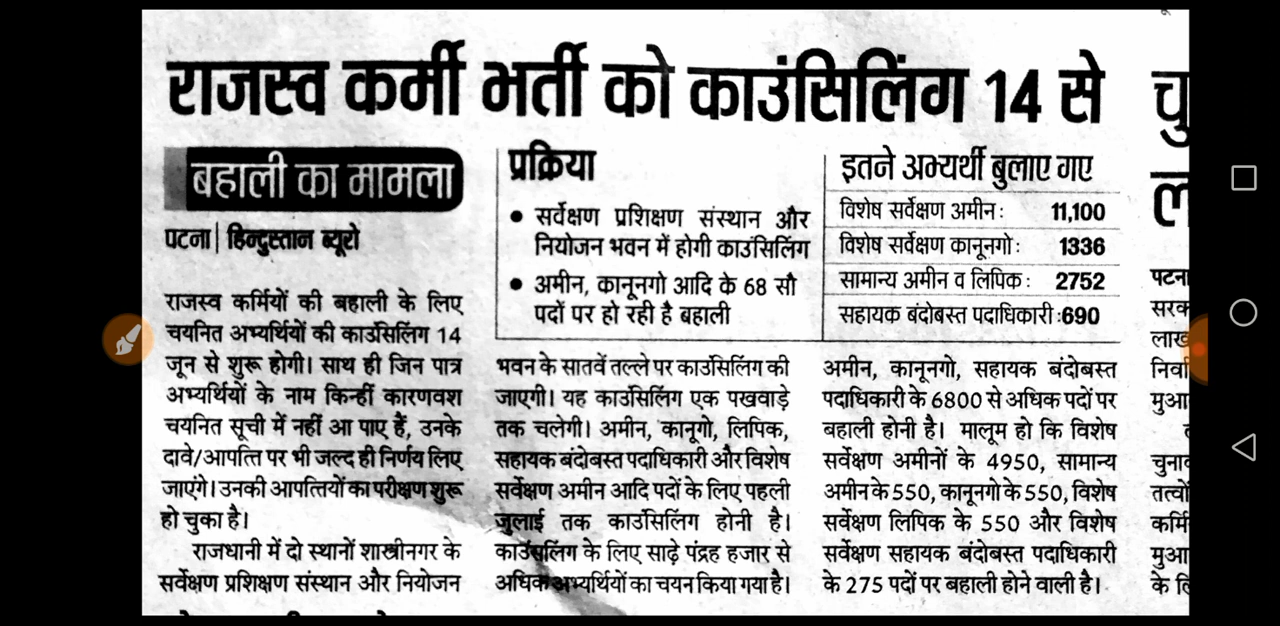 राजस्व कर्मी भर्ती को काउंसिलिंग 14 से
बहाली का मामला
पटना | हिन्दुस्तान ब्यूरो
राजस्व कर्मियों की बहाली के लिए
चयनित अभ्यर्थियों की काउंसिलिंग 14
जून से शुरू होगी। साथ ही जिन पात्र
अभ्यर्थियों के नाम किन्हीं कारणवश
चयनित सूची में नहीं आ पाए हैं, उनके
दावे/आपत्ति पर भी जल्द ही निर्णय लिए
जाएंगे। उनकी आपत्तियों का परीक्षण शुरू
हो चुका है।
राजधानी में दो स्थानों शास्त्रीनगर के
सर्वेक्षण प्रशिक्षण संस्थान और नियोजन
प्रक्रिया
• सर्वेक्षण प्रशिक्षण संस्थान और
नियोजन भवन में होगी काउंसिलिंग
• अमीन, कानूनगो आदि के 68 सौ
पदों पर हो रही है बहाली
इतने अभ्यर्थी बुलाए गए
विशेष सर्वेक्षण अमीन: 11,100
विशेष सर्वेक्षण कानूनगो: 1336
सामान्य अमीन व लिपिक: 2752
सहायक बंदोबस्त पदाधिकारी :690
भवन के सातवें तल्ले पर काउंसिलिंग की
जाएगी। यह काउंसिलिंग एक पखवाड़े
तक चलेगी। अमीन, कानूगो, लिपिक,
सहायक बंदोबस्त पदाधिकारी और विशेष
सर्वेक्षण अमीन आदि पदों के लिए पहली
जुलाई तक काउंसिलिंग होनी है।
काउंसलिंग के लिए साढ़े पंद्रह हजार से
अधिक अभ्यर्थियों का चयन किया गया है।
अमीन, कानूनगो, सहायक बंदोबस्त
पदाधिकारी के 6800 से अधिक पदों पर
बहाली होनी है। मालूम हो कि विशेष
सर्वेक्षण अमीनों के 4950, सामान्य
अमीन के 550, कानूनगो के 550, विशेष
सर्वेक्षण लिपिक के 550 और विशेष
सर्वेक्षण सहायक बंदोबस्त पदाधिकारी
के 275 पदों पर बहाली होने वाली है।
चु
ल
पटना
सरक
लाख
निर्वा
मुआ
चुनाव
तत्वों
कर्मि
मुआ
के लि